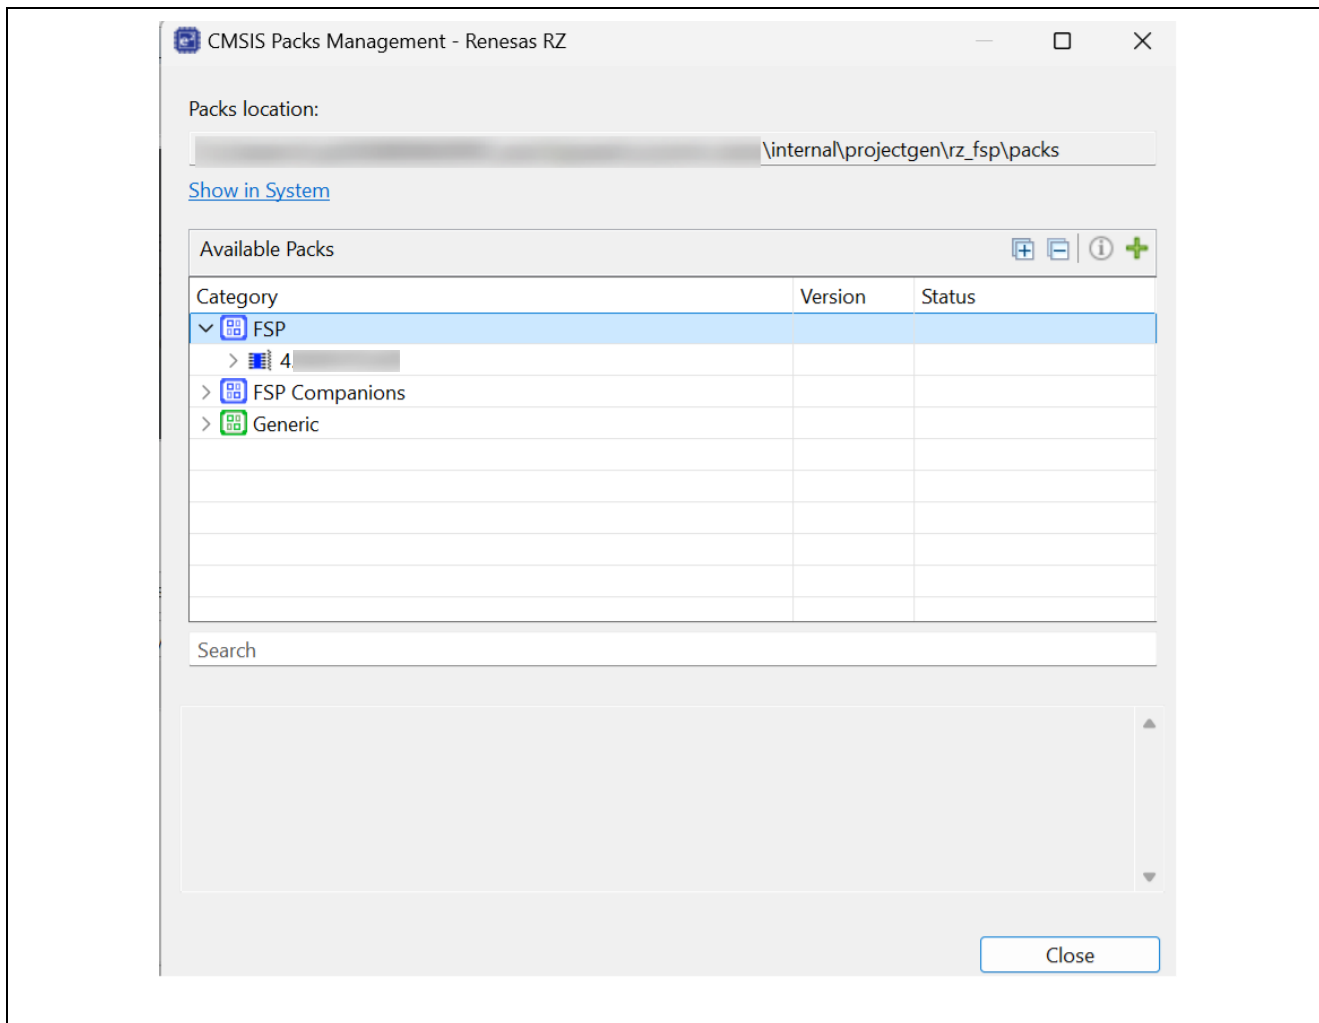 CMSIS Packs Management - Renesas RZ
Packs location:
\internal\projectgen\rz_fsp\packs
Show in System
Available Packs
Category Version Status
FSP
4
FSP Companions
Generic
Search
Close